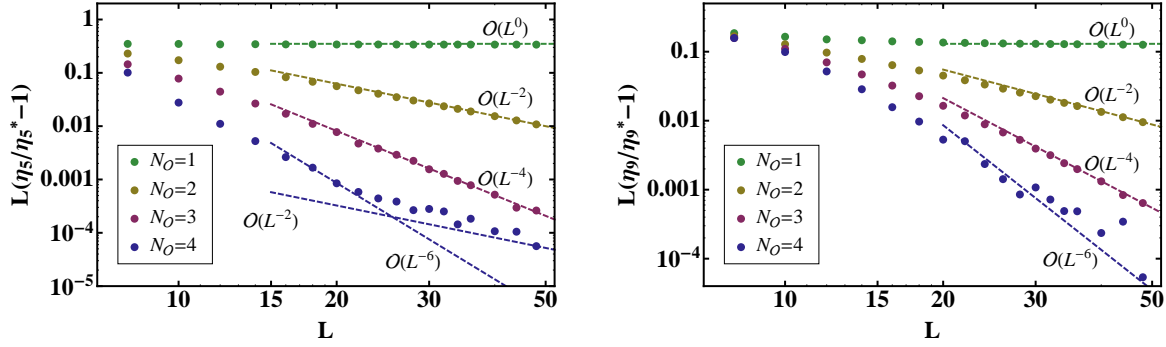 L(η₅/η₅*−1)
1
0.1
0.01
0.001
10⁻⁴
10⁻⁵
10
15
20
30
50
L
N_𝒪=1
N_𝒪=2
N_𝒪=3
N_𝒪=4
𝒪(L⁰)
𝒪(L⁻²)
𝒪(L⁻⁴)
𝒪(L⁻²)
𝒪(L⁻⁶)
L(η₉/η₉*−1)
0.1
0.01
0.001
10⁻⁴
10
15
20
30
50
L
N_𝒪=1
N_𝒪=2
N_𝒪=3
N_𝒪=4
𝒪(L⁰)
𝒪(L⁻²)
𝒪(L⁻⁴)
𝒪(L⁻⁶)